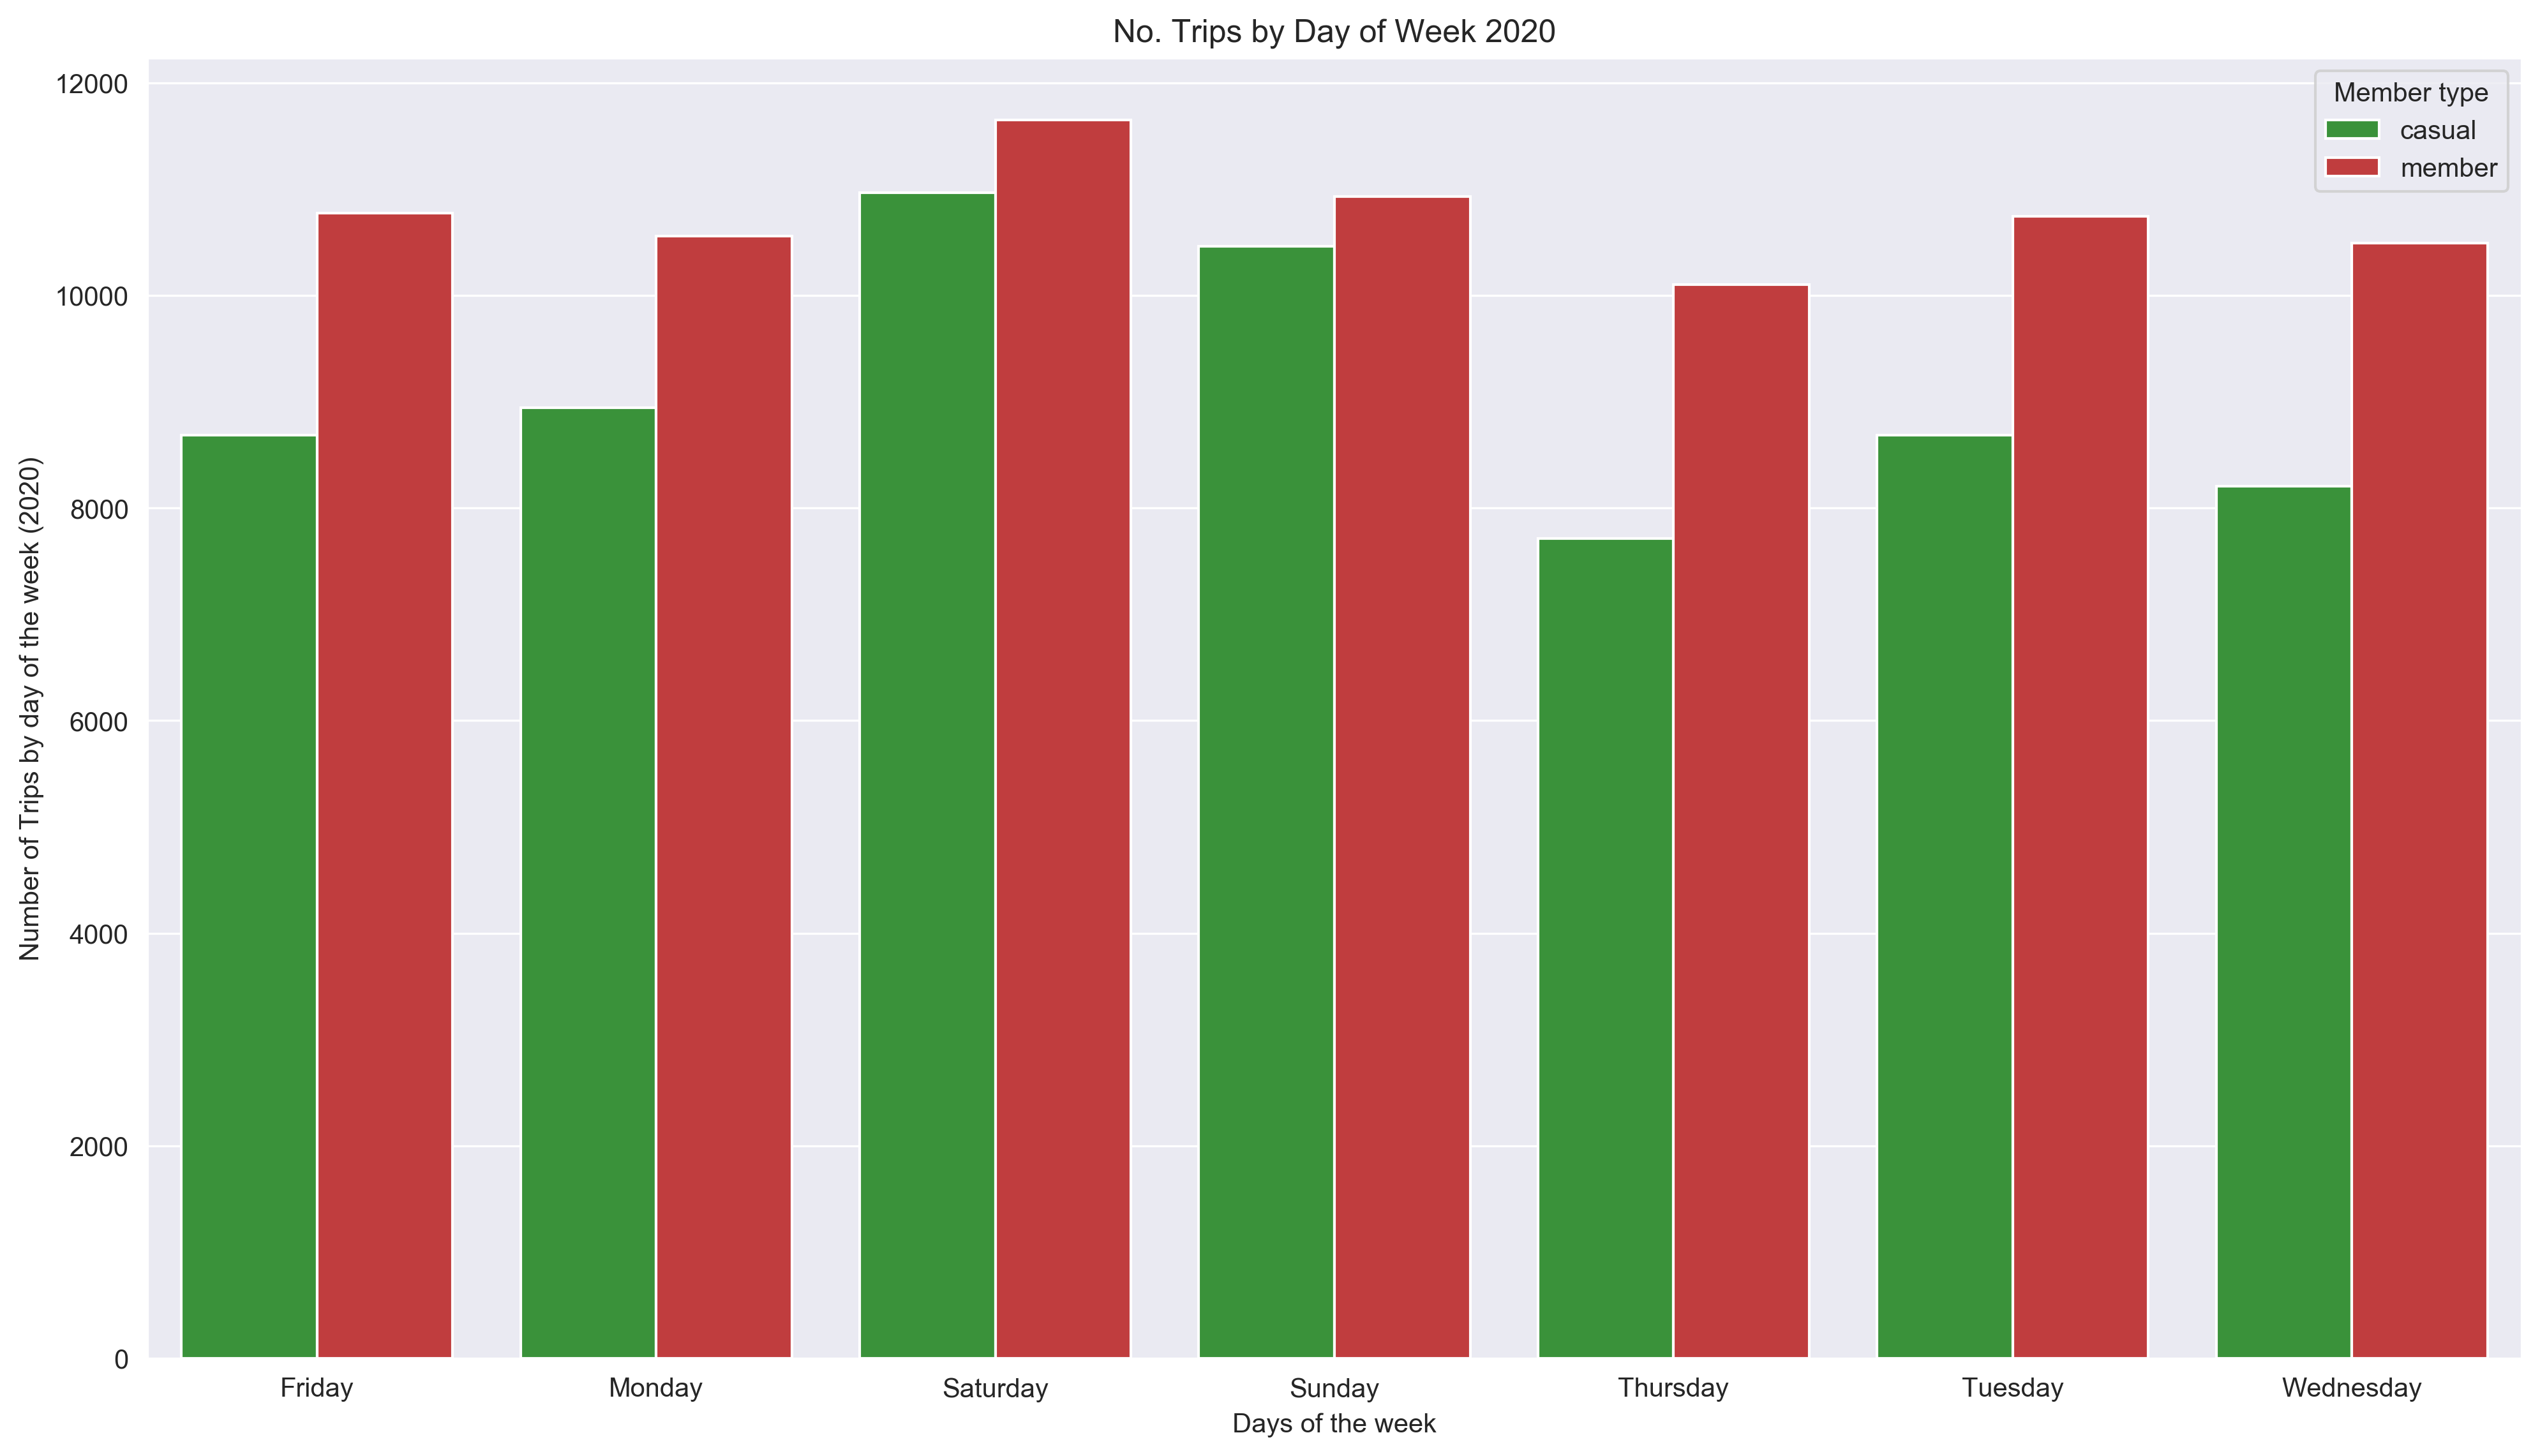 No. Trips by Day of Week 2020
Number of Trips by day of the week (2020)
12000
10000
8000
6000
4000
2000
0
Member type
casual
member
Friday Monday Saturday Sunday Thursday Tuesday Wednesday
Days of the week